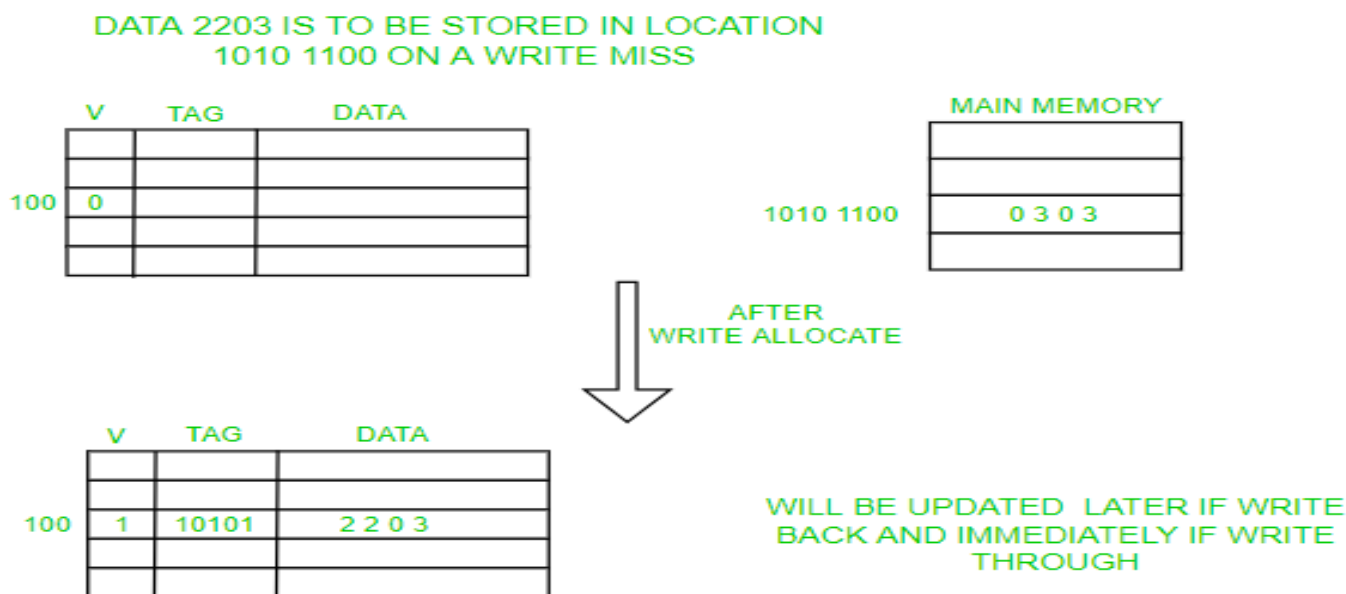 DATA 2203 IS TO BE STORED IN LOCATION
1010 1100 ON A WRITE MISS
V TAG DATA
MAIN MEMORY
100 0
1010 1100 0 3 0 3
AFTER
WRITE ALLOCATE
V TAG DATA
100 1 10101 2 2 0 3
WILL BE UPDATED LATER IF WRITE
BACK AND IMMEDIATELY IF WRITE
THROUGH